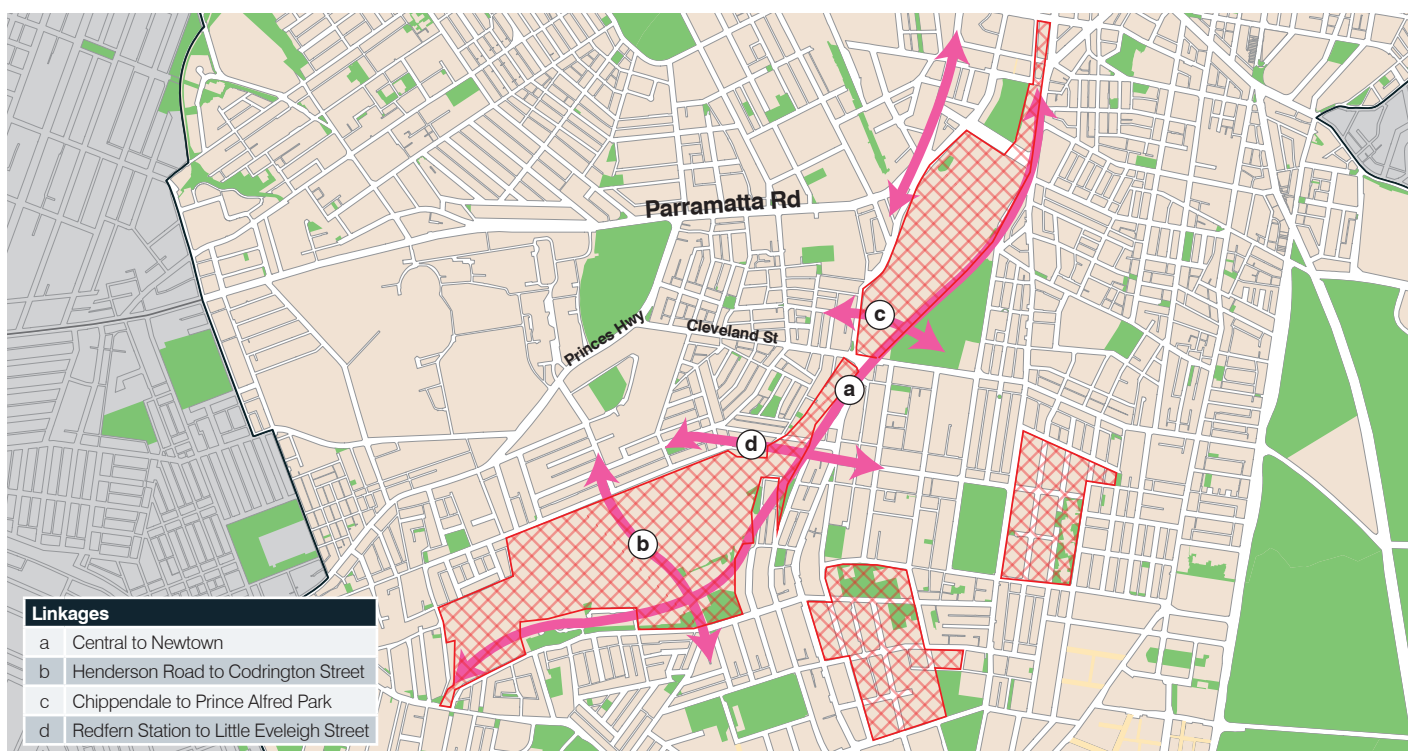 Parramatta Rd
Princes Hwy
Cleveland St
c
a
d
b
Linkages
a Central to Newtown
b Henderson Road to Codrington Street
c Chippendale to Prince Alfred Park
d Redfern Station to Little Eveleigh Street